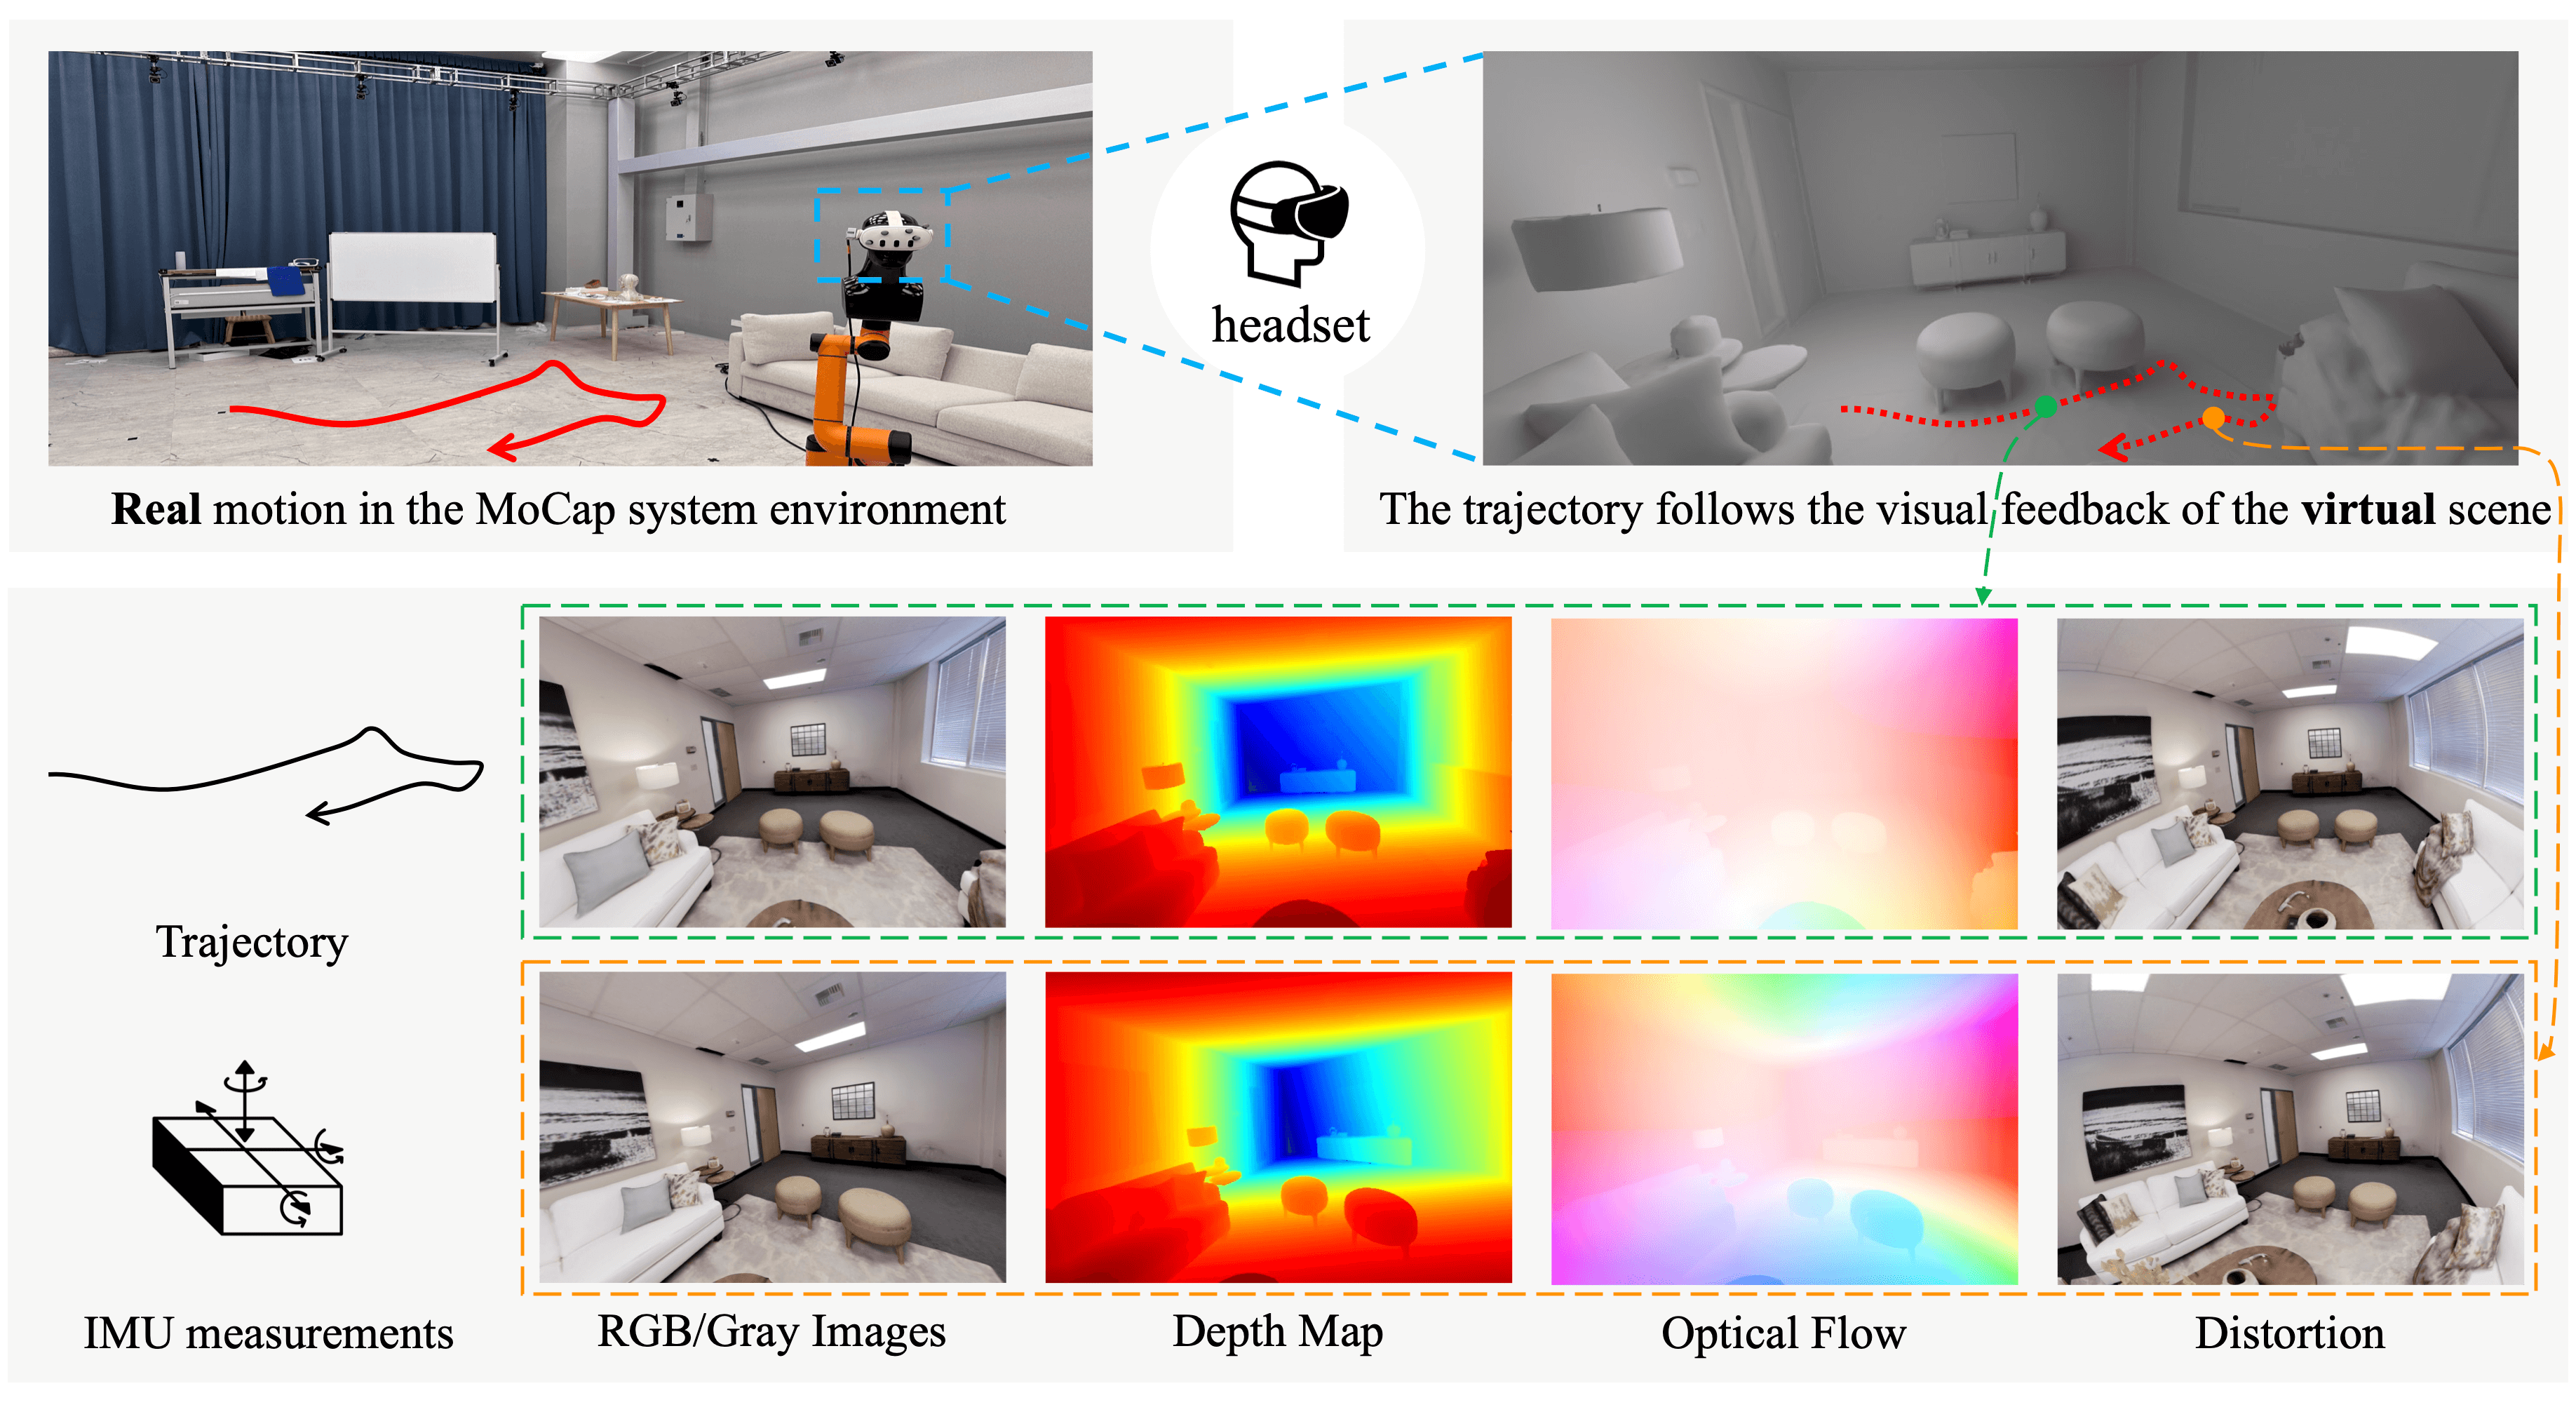 headset
Real motion in the MoCap system environment
The trajectory follows the visual feedback of the virtual scene
Trajectory
IMU measurements
RGB/Gray Images
Depth Map
Optical Flow
Distortion